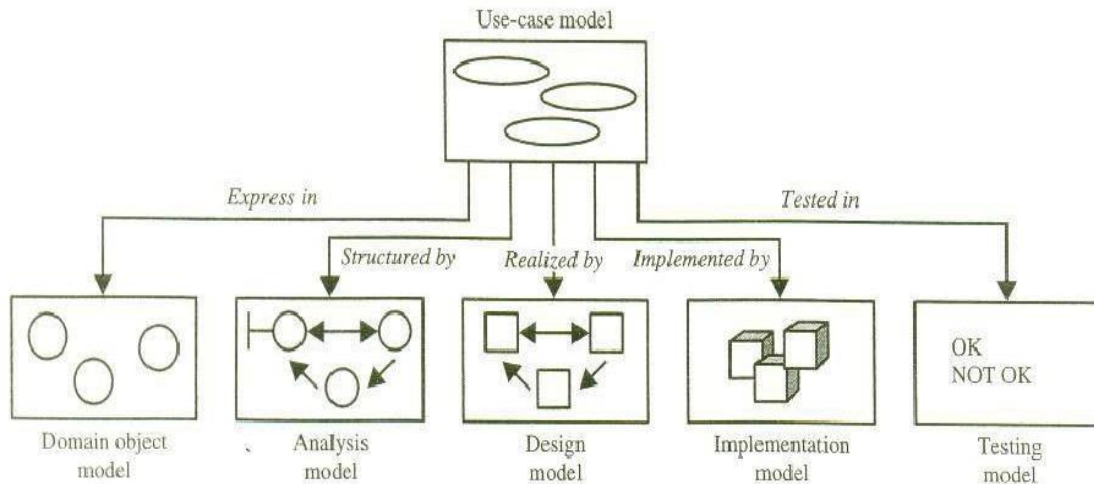 Use-case model
Express in
Tested in
Structured by
Realized by
Implemented by
OK
NOT OK
Domain object
model
Analysis
model
Design
model
Implementation
model
Testing
model